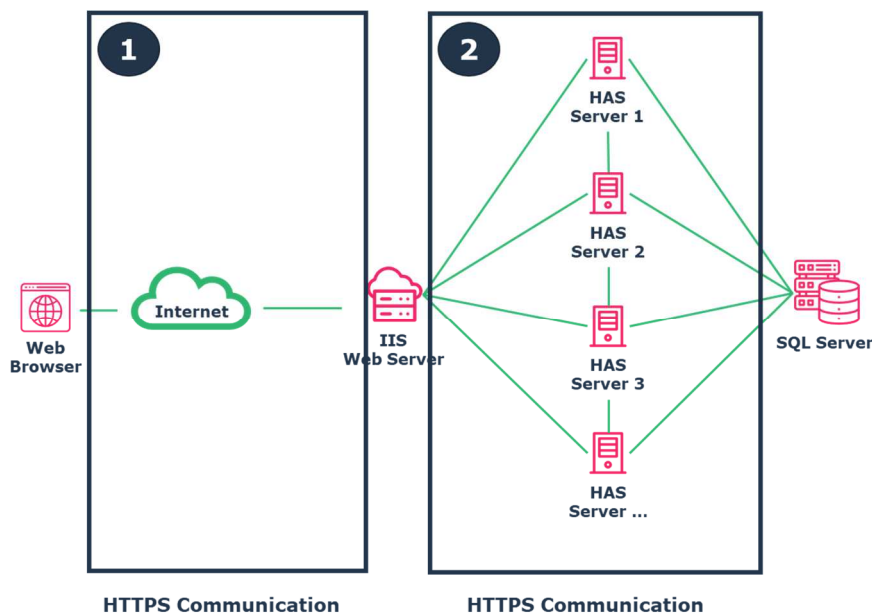 1
2
HAS
Server 1
HAS
Server 2
Internet
Web
Browser
IIS
Web Server
HAS
Server 3
SQL Server
HAS
Server ...
HTTPS Communication
HTTPS Communication